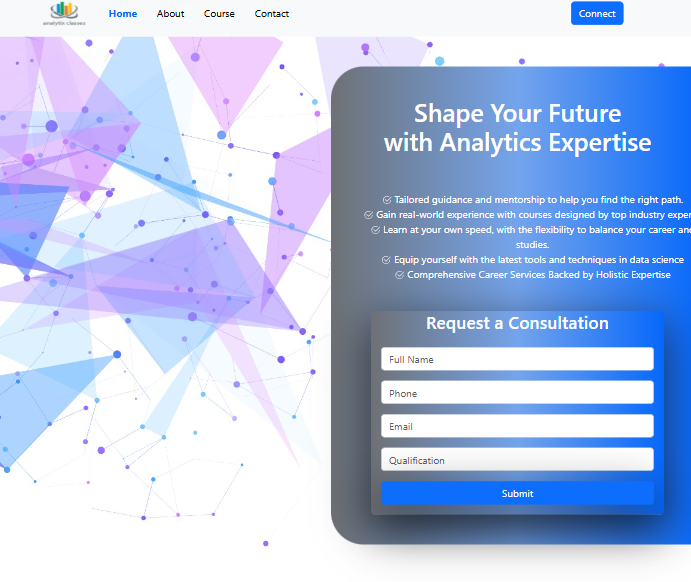 analytix classes
Home
About
Course
Contact
Connect
Shape Your Future
with Analytics Expertise
Tailored guidance and mentorship to help you find the right path.
Gain real-world experience with courses designed by top industry exper
Learn at your own speed, with the flexibility to balance your career and
studies.
Equip yourself with the latest tools and techniques in data science
Comprehensive Career Services Backed by Holistic Expertise
Request a Consultation
Full Name
Phone
Email
Qualification
Submit